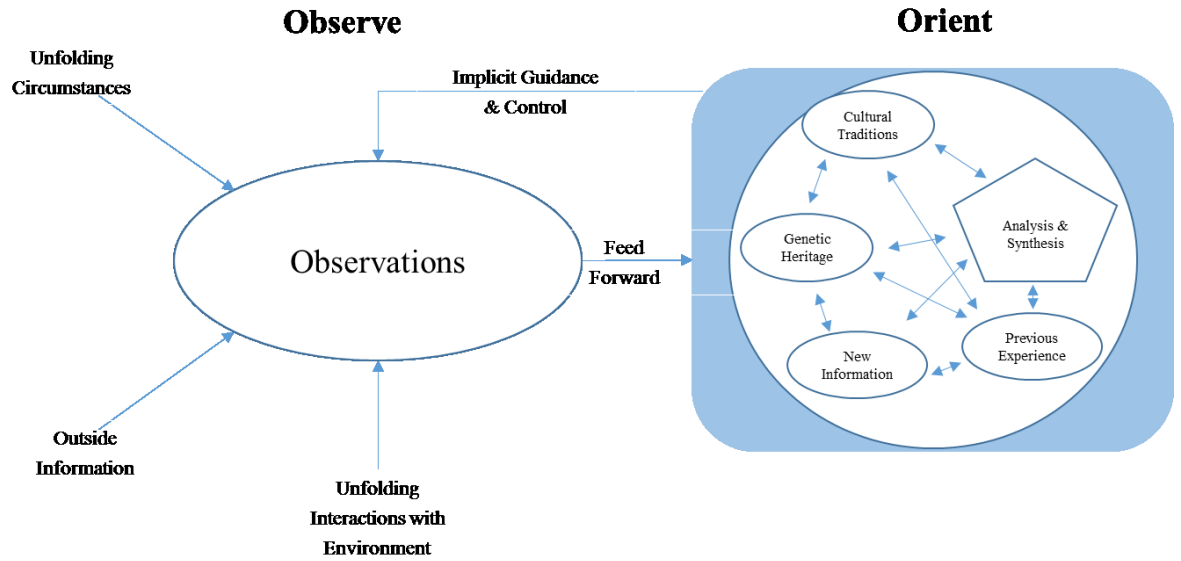 Observe
Orient
Unfolding
Circumstances
Implicit Guidance
& Control
Observations
Feed
Forward
Outside
Information
Unfolding
Interactions with
Environment
Cultural
Traditions
Analysis &
Synthesis
Genetic
Heritage
New
Information
Previous
Experience